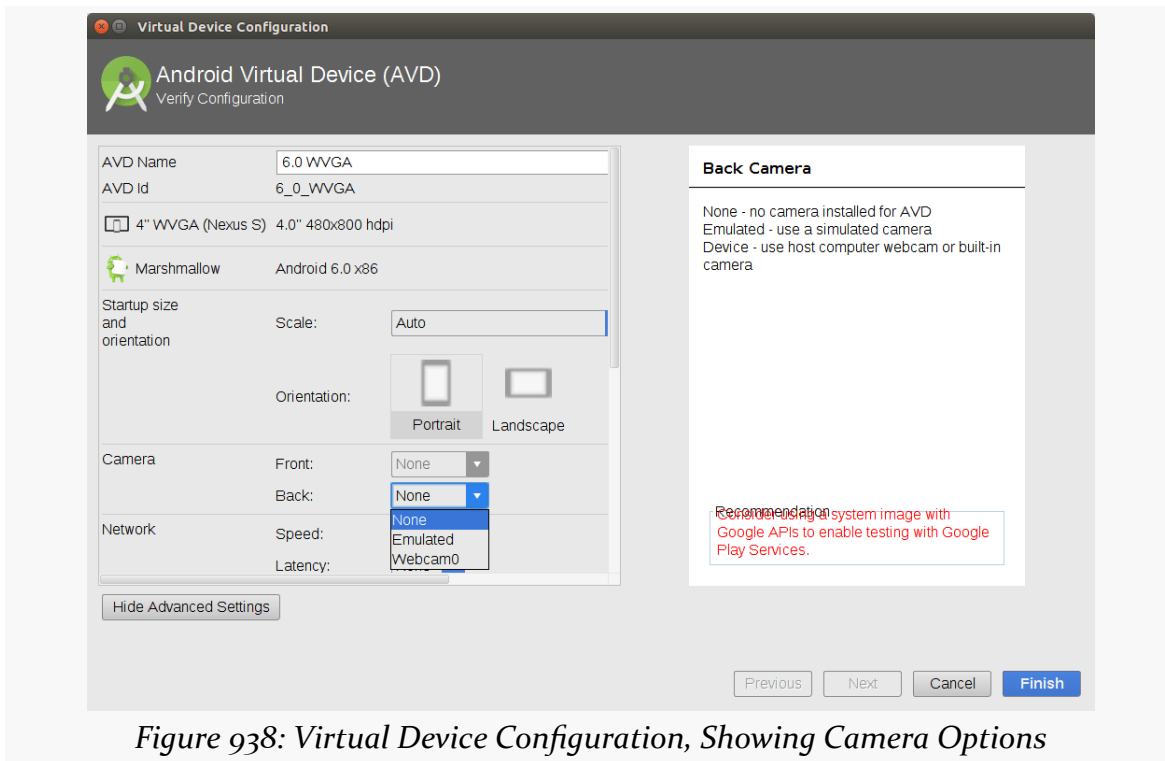 Virtual Device Configuration
Android Virtual Device (AVD)
Verify Configuration
AVD Name
6.0 WVGA
AVD Id
6_0_WVGA
4" WVGA (Nexus S) 4.0" 480x800 hdpi
Marshmallow
Android 6.0 x86
Startup size
and
orientation
Scale:
Auto
Orientation:
Portrait
Landscape
Camera
Front:
None
Back:
None
None
Emulated
Webcam0
Network
Speed:
Latency:
Hide Advanced Settings
Back Camera
None - no camera installed for AVD
Emulated - use a simulated camera
Device - use host computer webcam or built-in
camera
Recommendation
Consider using a system image with
Google APIs to enable testing with Google
Play Services.
Previous
Next
Cancel
Finish
Figure 938: Virtual Device Configuration, Showing Camera Options